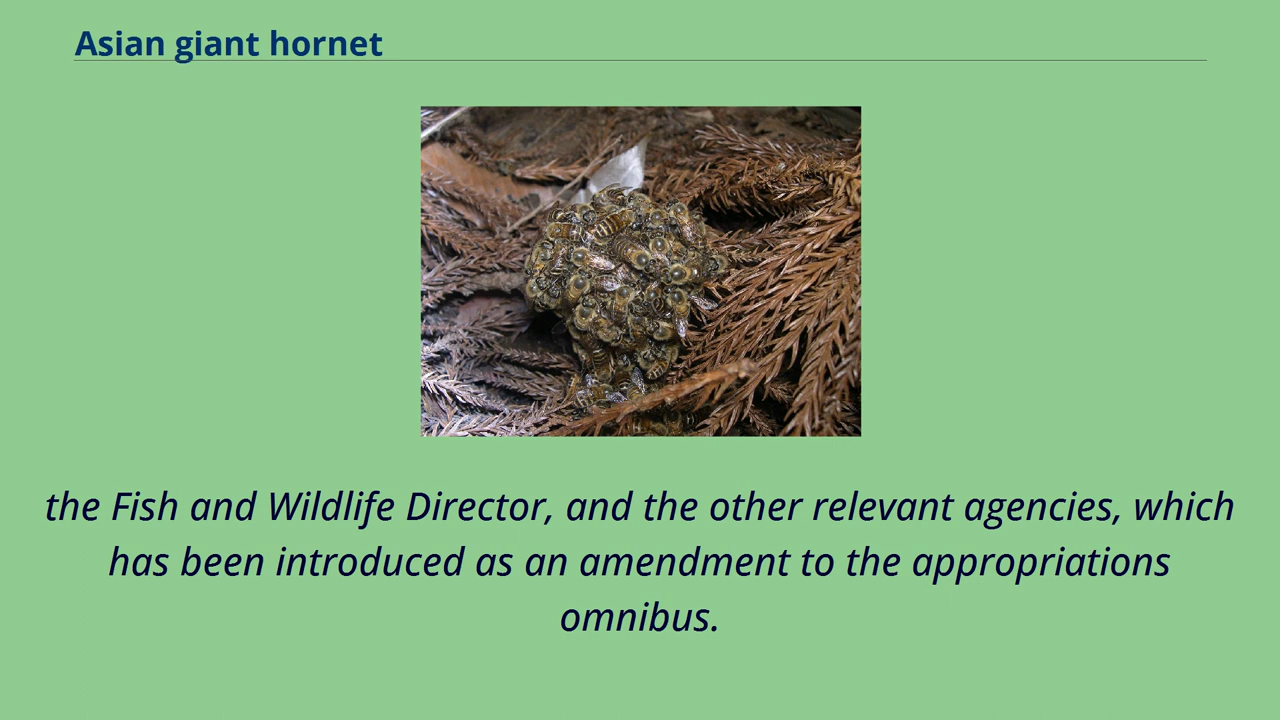 Asian giant hornet
the Fish and Wildlife Director, and the other relevant agencies, which
has been introduced as an amendment to the appropriations
omnibus.